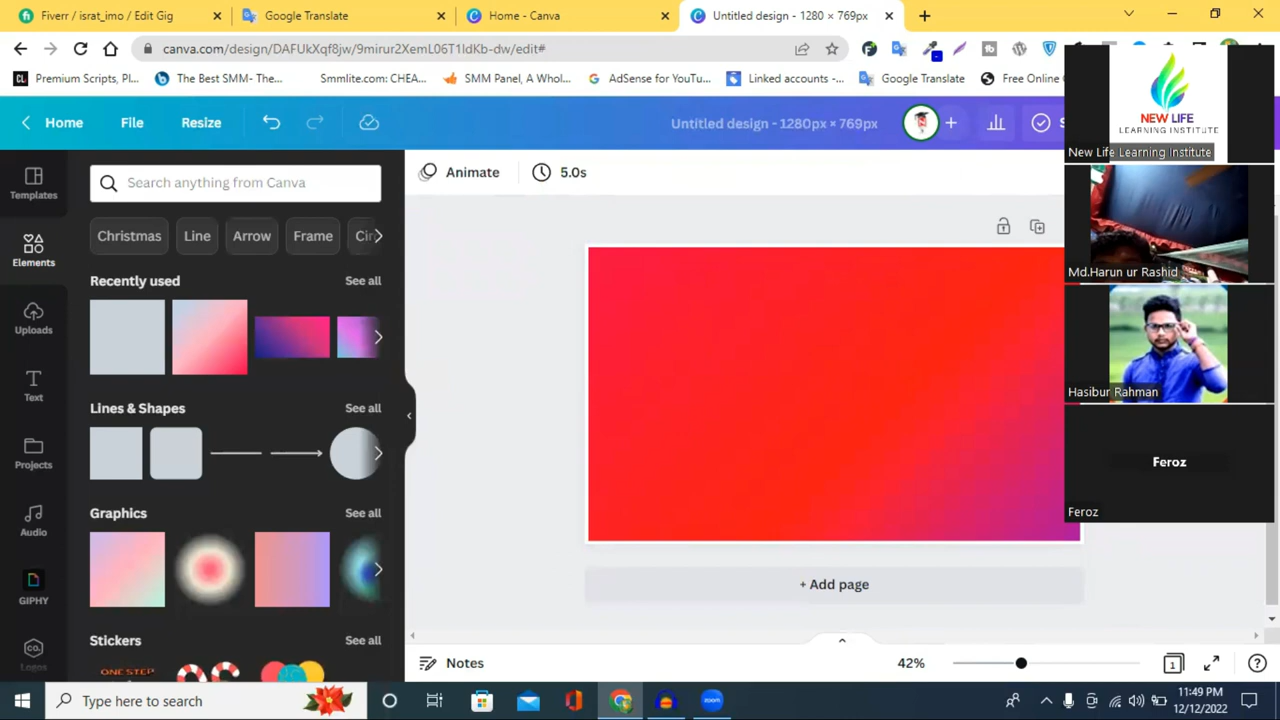 israt_imo / Edit Gig
Google Translate
Home - Canva
Untitled design - 1280 × 769px
canva.com/design/DAFUkXqf8jw/9mirur2XemL06T1ldKb-dw/edit#
Premium Scripts, Pl...
The Best SMM- The...
Smmlite.com: CHEA...
SMM Panel, A Whol...
AdSense for YouTu...
Linked accounts -...
Google Translate
Free Online
Home
File
Resize
Untitled design - 1280px × 769px
NEW LIFE
LEARNING INSTITUTE
New Life Learning Institute
Templates
Search anything from Canva
Animate
5.0s
Christmas
Line
Arrow
Frame
Elements
Recently used
See all
Md.Harun ur Rashid
Uploads
Text
Lines & Shapes
See all
Hasibur Rahman
Projects
Feroz
Feroz
Audio
Graphics
See all
GIPHY
+ Add page
Stickers
See all
CO.
Logos
ONE STEP
Notes
42%
1
Type here to search
11:49 PM
12/12/2022